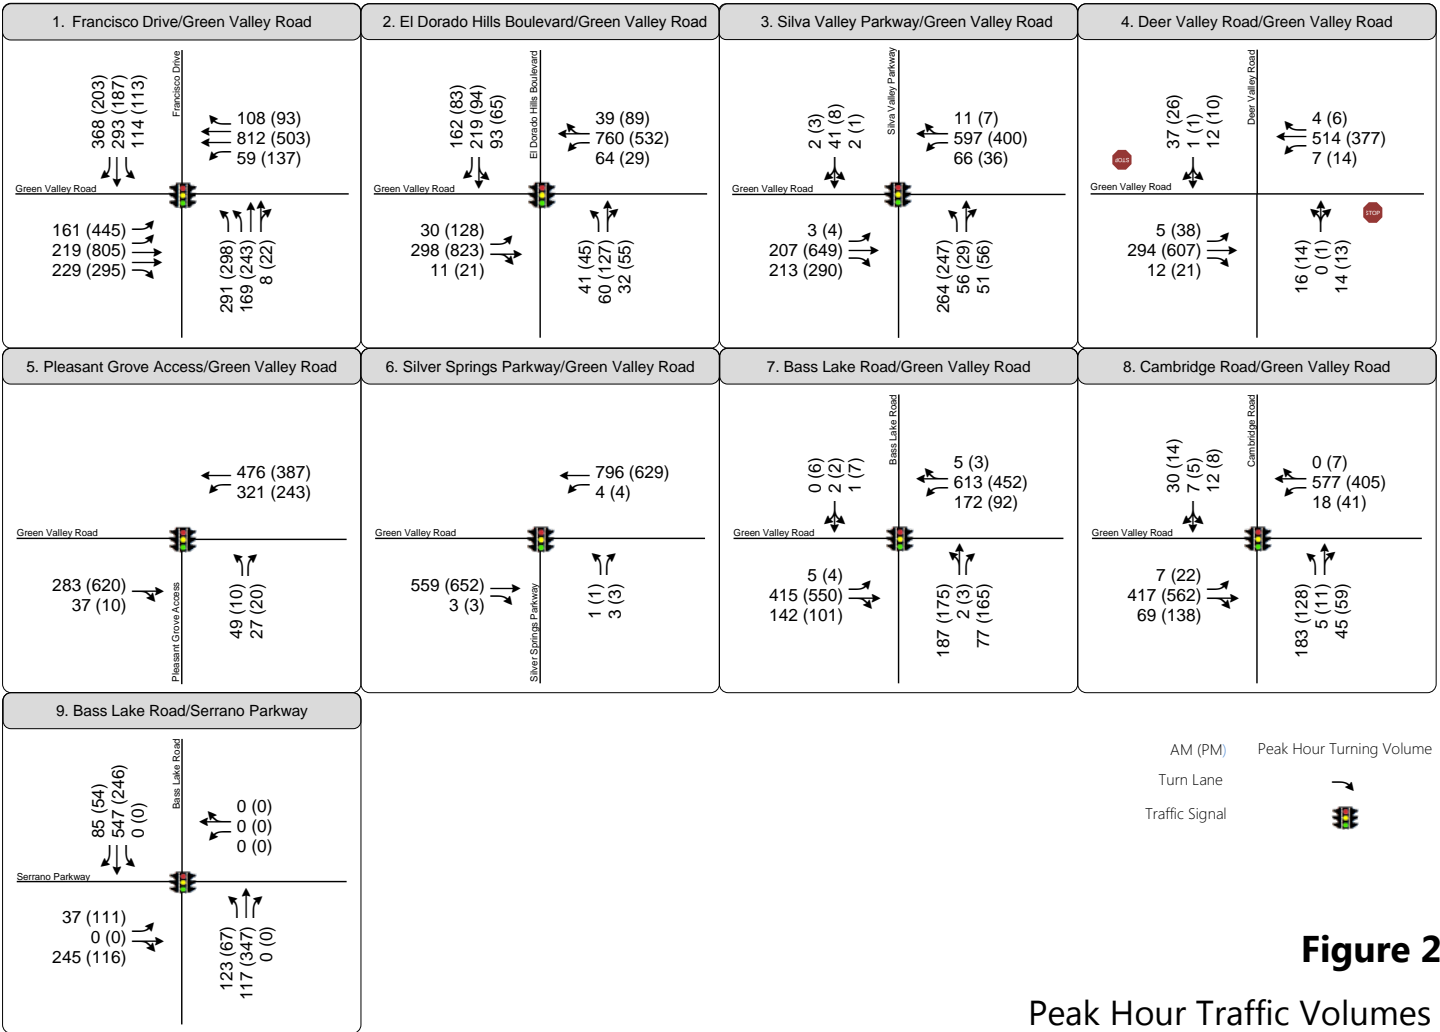 1. Francisco Drive/Green Valley Road
368 (203)
293 (187)
114 (113)
Francisco Drive
108 (93)
812 (503)
59 (137)
Green Valley Road
161 (445)
219 (805)
229 (295)
291 (298)
169 (243)
8 (22)
2. El Dorado Hills Boulevard/Green Valley Road
162 (83)
219 (94)
93 (65)
El Dorado Hills Boulevard
39 (89)
760 (532)
64 (29)
Green Valley Road
30 (128)
298 (823)
11 (21)
41 (45)
60 (127)
32 (55)
3. Silva Valley Parkway/Green Valley Road
2 (3)
41 (8)
2 (1)
Silva Valley Parkway
11 (7)
597 (400)
66 (36)
Green Valley Road
3 (4)
207 (649)
213 (290)
264 (247)
56 (29)
51 (56)
4. Deer Valley Road/Green Valley Road
37 (26)
1 (1)
12 (10)
Deer Valley Road
4 (6)
514 (377)
7 (14)
STOP
Green Valley Road
STOP
5 (38)
294 (607)
12 (21)
16 (14)
0 (1)
14 (13)
5. Pleasant Grove Access/Green Valley Road
476 (387)
321 (243)
Green Valley Road
283 (620)
37 (10)
Pleasant Grove Access
49 (10)
27 (20)
6. Silver Springs Parkway/Green Valley Road
796 (629)
4 (4)
Green Valley Road
559 (652)
3 (3)
Silver Springs Parkway
1 (1)
3 (3)
7. Bass Lake Road/Green Valley Road
0 (6)
2 (2)
1 (7)
Bass Lake Road
5 (3)
613 (452)
172 (92)
Green Valley Road
5 (4)
415 (550)
142 (101)
187 (175)
2 (3)
77 (165)
8. Cambridge Road/Green Valley Road
30 (14)
7 (5)
12 (8)
Cambridge Road
0 (7)
577 (405)
18 (41)
Green Valley Road
7 (22)
417 (562)
69 (138)
183 (128)
5 (11)
45 (59)
9. Bass Lake Road/Serrano Parkway
85 (54)
547 (246)
0 (0)
Bass Lake Road
0 (0)
0 (0)
0 (0)
Serrano Parkway
37 (111)
0 (0)
245 (116)
123 (67)
117 (347)
0 (0)
AM (PM) Peak Hour Turning Volume
Turn Lane
Traffic Signal
Figure 2
Peak Hour Traffic Volumes